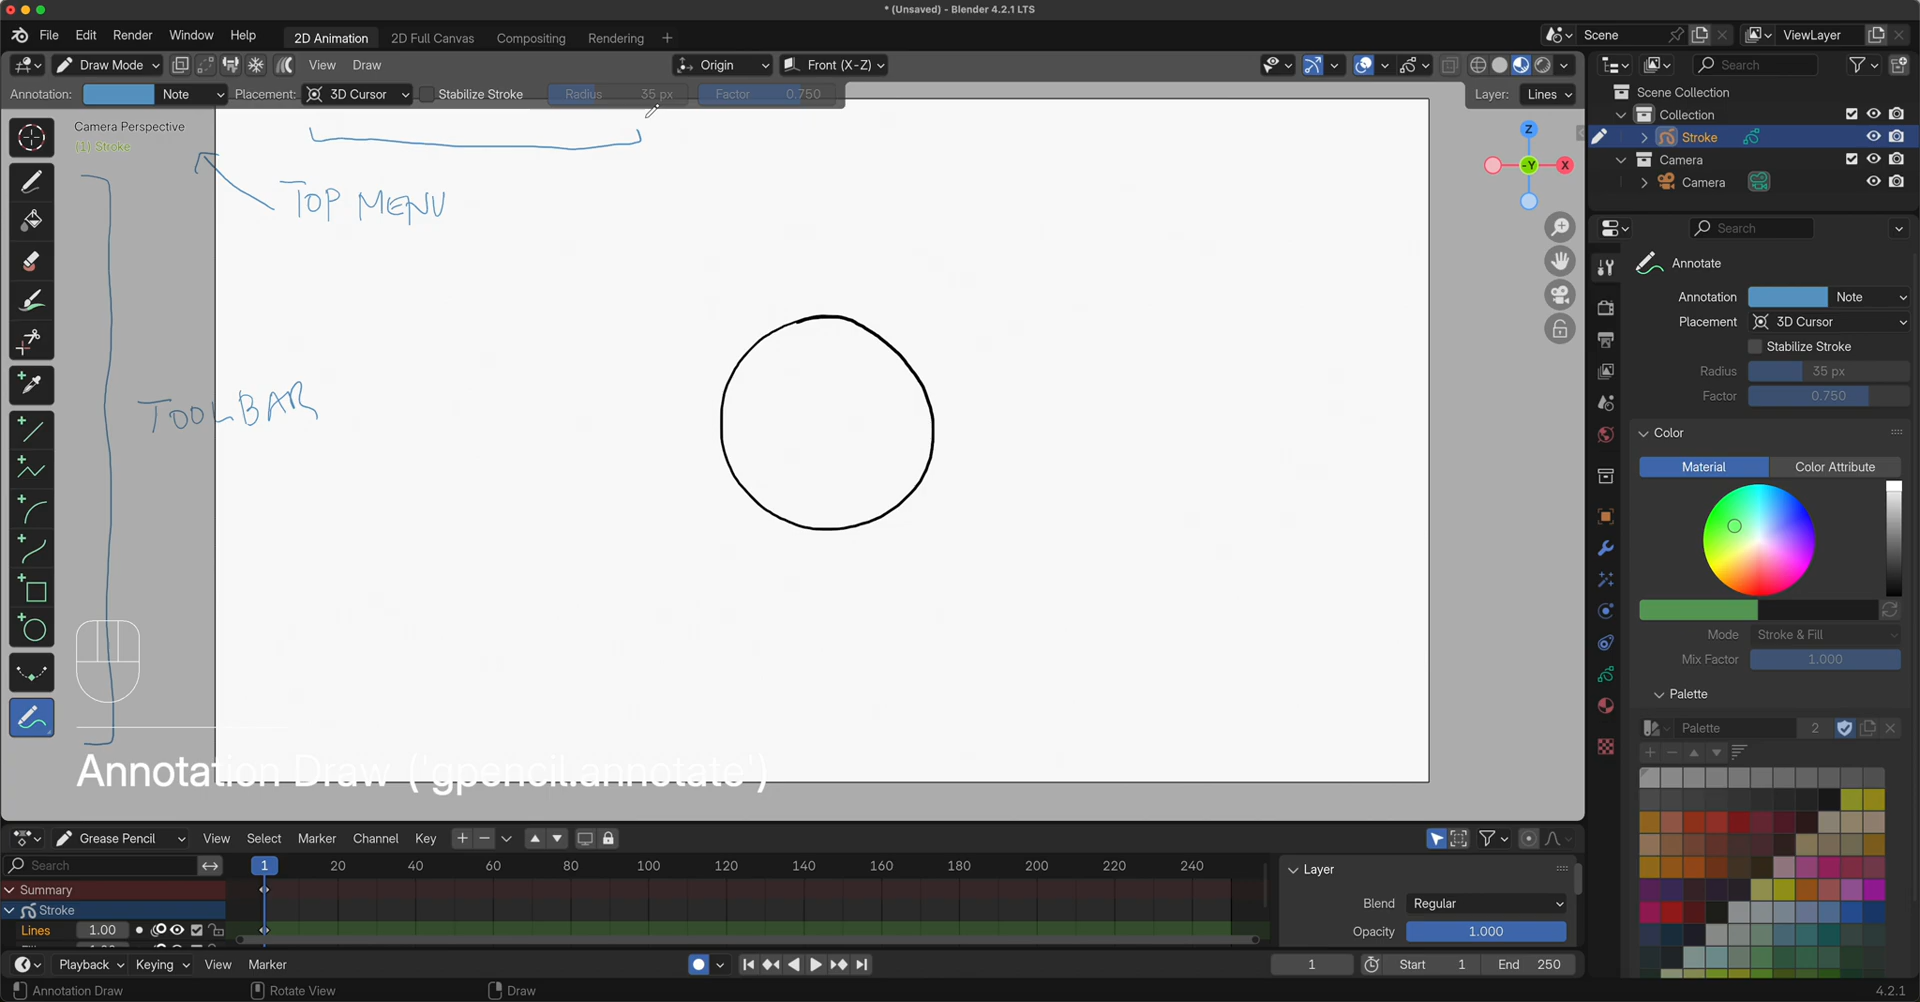 * (Unsaved) - Blender 4.2.1 LTS
File Edit Render Window Help 2D Animation 2D Full Canvas Compositing Rendering + Scene ViewLayer
Draw Mode View Draw Origin Front (X-Z) Search
Annotation: Note Placement: 3D Cursor Stabilize Stroke Radius 35 px Factor 0.750 Layer: Lines
Scene Collection
Collection
Stroke
Camera
Camera
Camera Perspective
(1) Stroke
Z
-Y
X
TOP MENU
TOOLBAR
Annotation Draw ('gpencil.annotate')
Search
Annotate
Annotation Note
Placement 3D Cursor
Stabilize Stroke
Radius 35 px
Factor 0.750
Color
Material Color Attribute
Mode Stroke & Fill
Mix Factor 1.000
Palette
Palette 2
Grease Pencil View Select Marker Channel Key
Search 1 20 40 60 80 100 120 140 160 180 200 220 240
Summary
Stroke
Lines 1.00
Layer
Blend Regular
Opacity 1.000
Playback Keying View Marker 1 Start 1 End 250
Annotation Draw Rotate View Draw 4.2.1